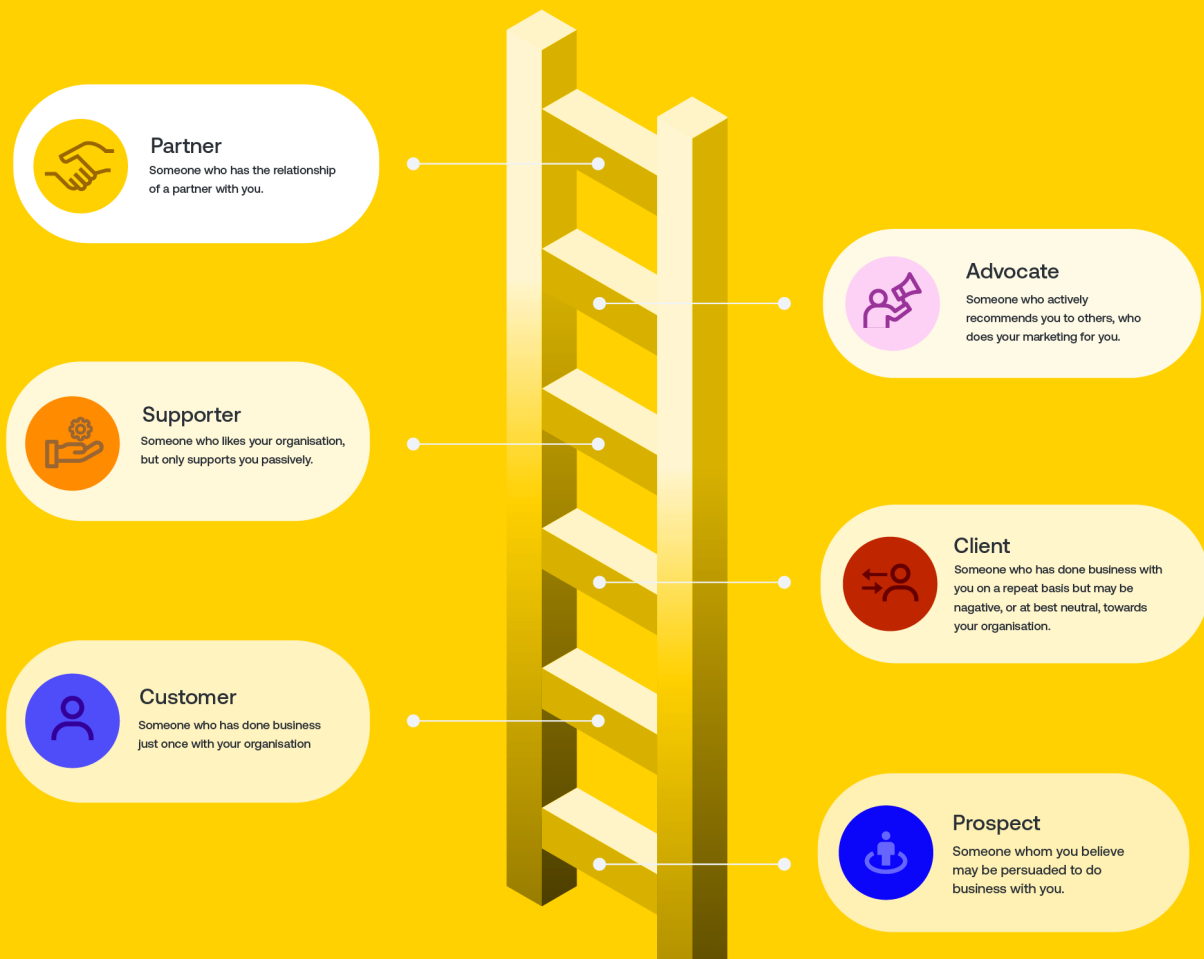 Partner
Someone who has the relationship
of a partner with you.
Advocate
Someone who actively
recommends you to others, who
does your marketing for you.
Supporter
Someone who likes your organisation,
but only supports you passively.
Client
Someone who has done business with
you on a repeat basis but may be
nagative, or at best neutral, towards
your organisation.
Customer
Someone who has done business
just once with your organisation
Prospect
Someone whom you believe
may be persuaded to do
business with you.